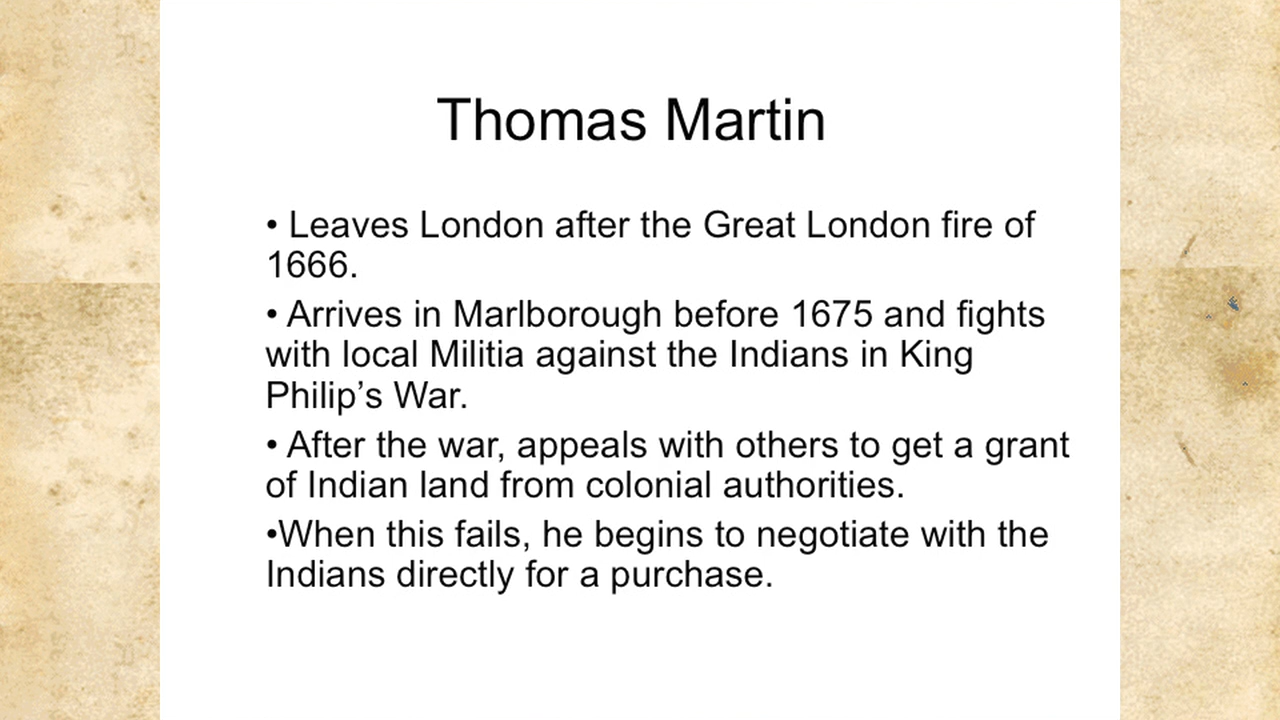 Thomas Martin
• Leaves London after the Great London fire of
1666.
• Arrives in Marlborough before 1675 and fights
with local Militia against the Indians in King
Philip’s War.
• After the war, appeals with others to get a grant
of Indian land from colonial authorities.
•When this fails, he begins to negotiate with the
Indians directly for a purchase.